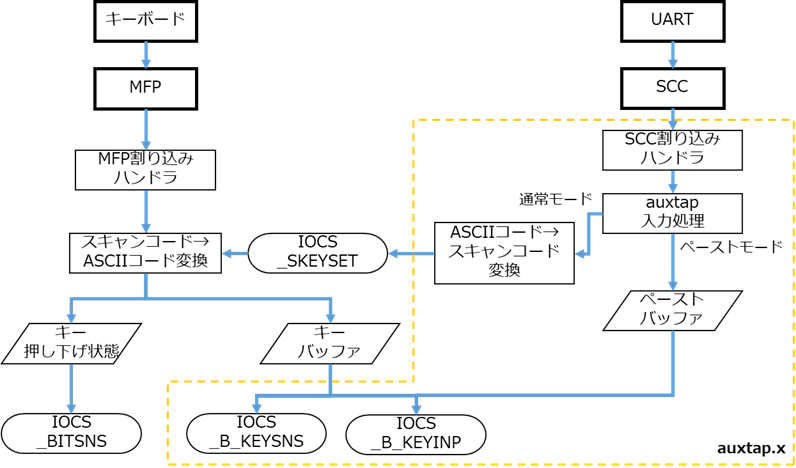 キーボード
UART
MFP
SCC
MFP割り込み
ハンドラ
SCC割り込み
ハンドラ
通常モード
auxtap
入力処理
スキャンコード→
ASCIIコード変換
IOCS
_SKEYSET
ASCIIコード→
スキャンコード
変換
ペーストモード
キー
押し下げ状態
キー
バッファ
ペースト
バッファ
IOCS
_BITSNS
IOCS
_B_KEYSNS
IOCS
_B_KEYINP
auxtap.x